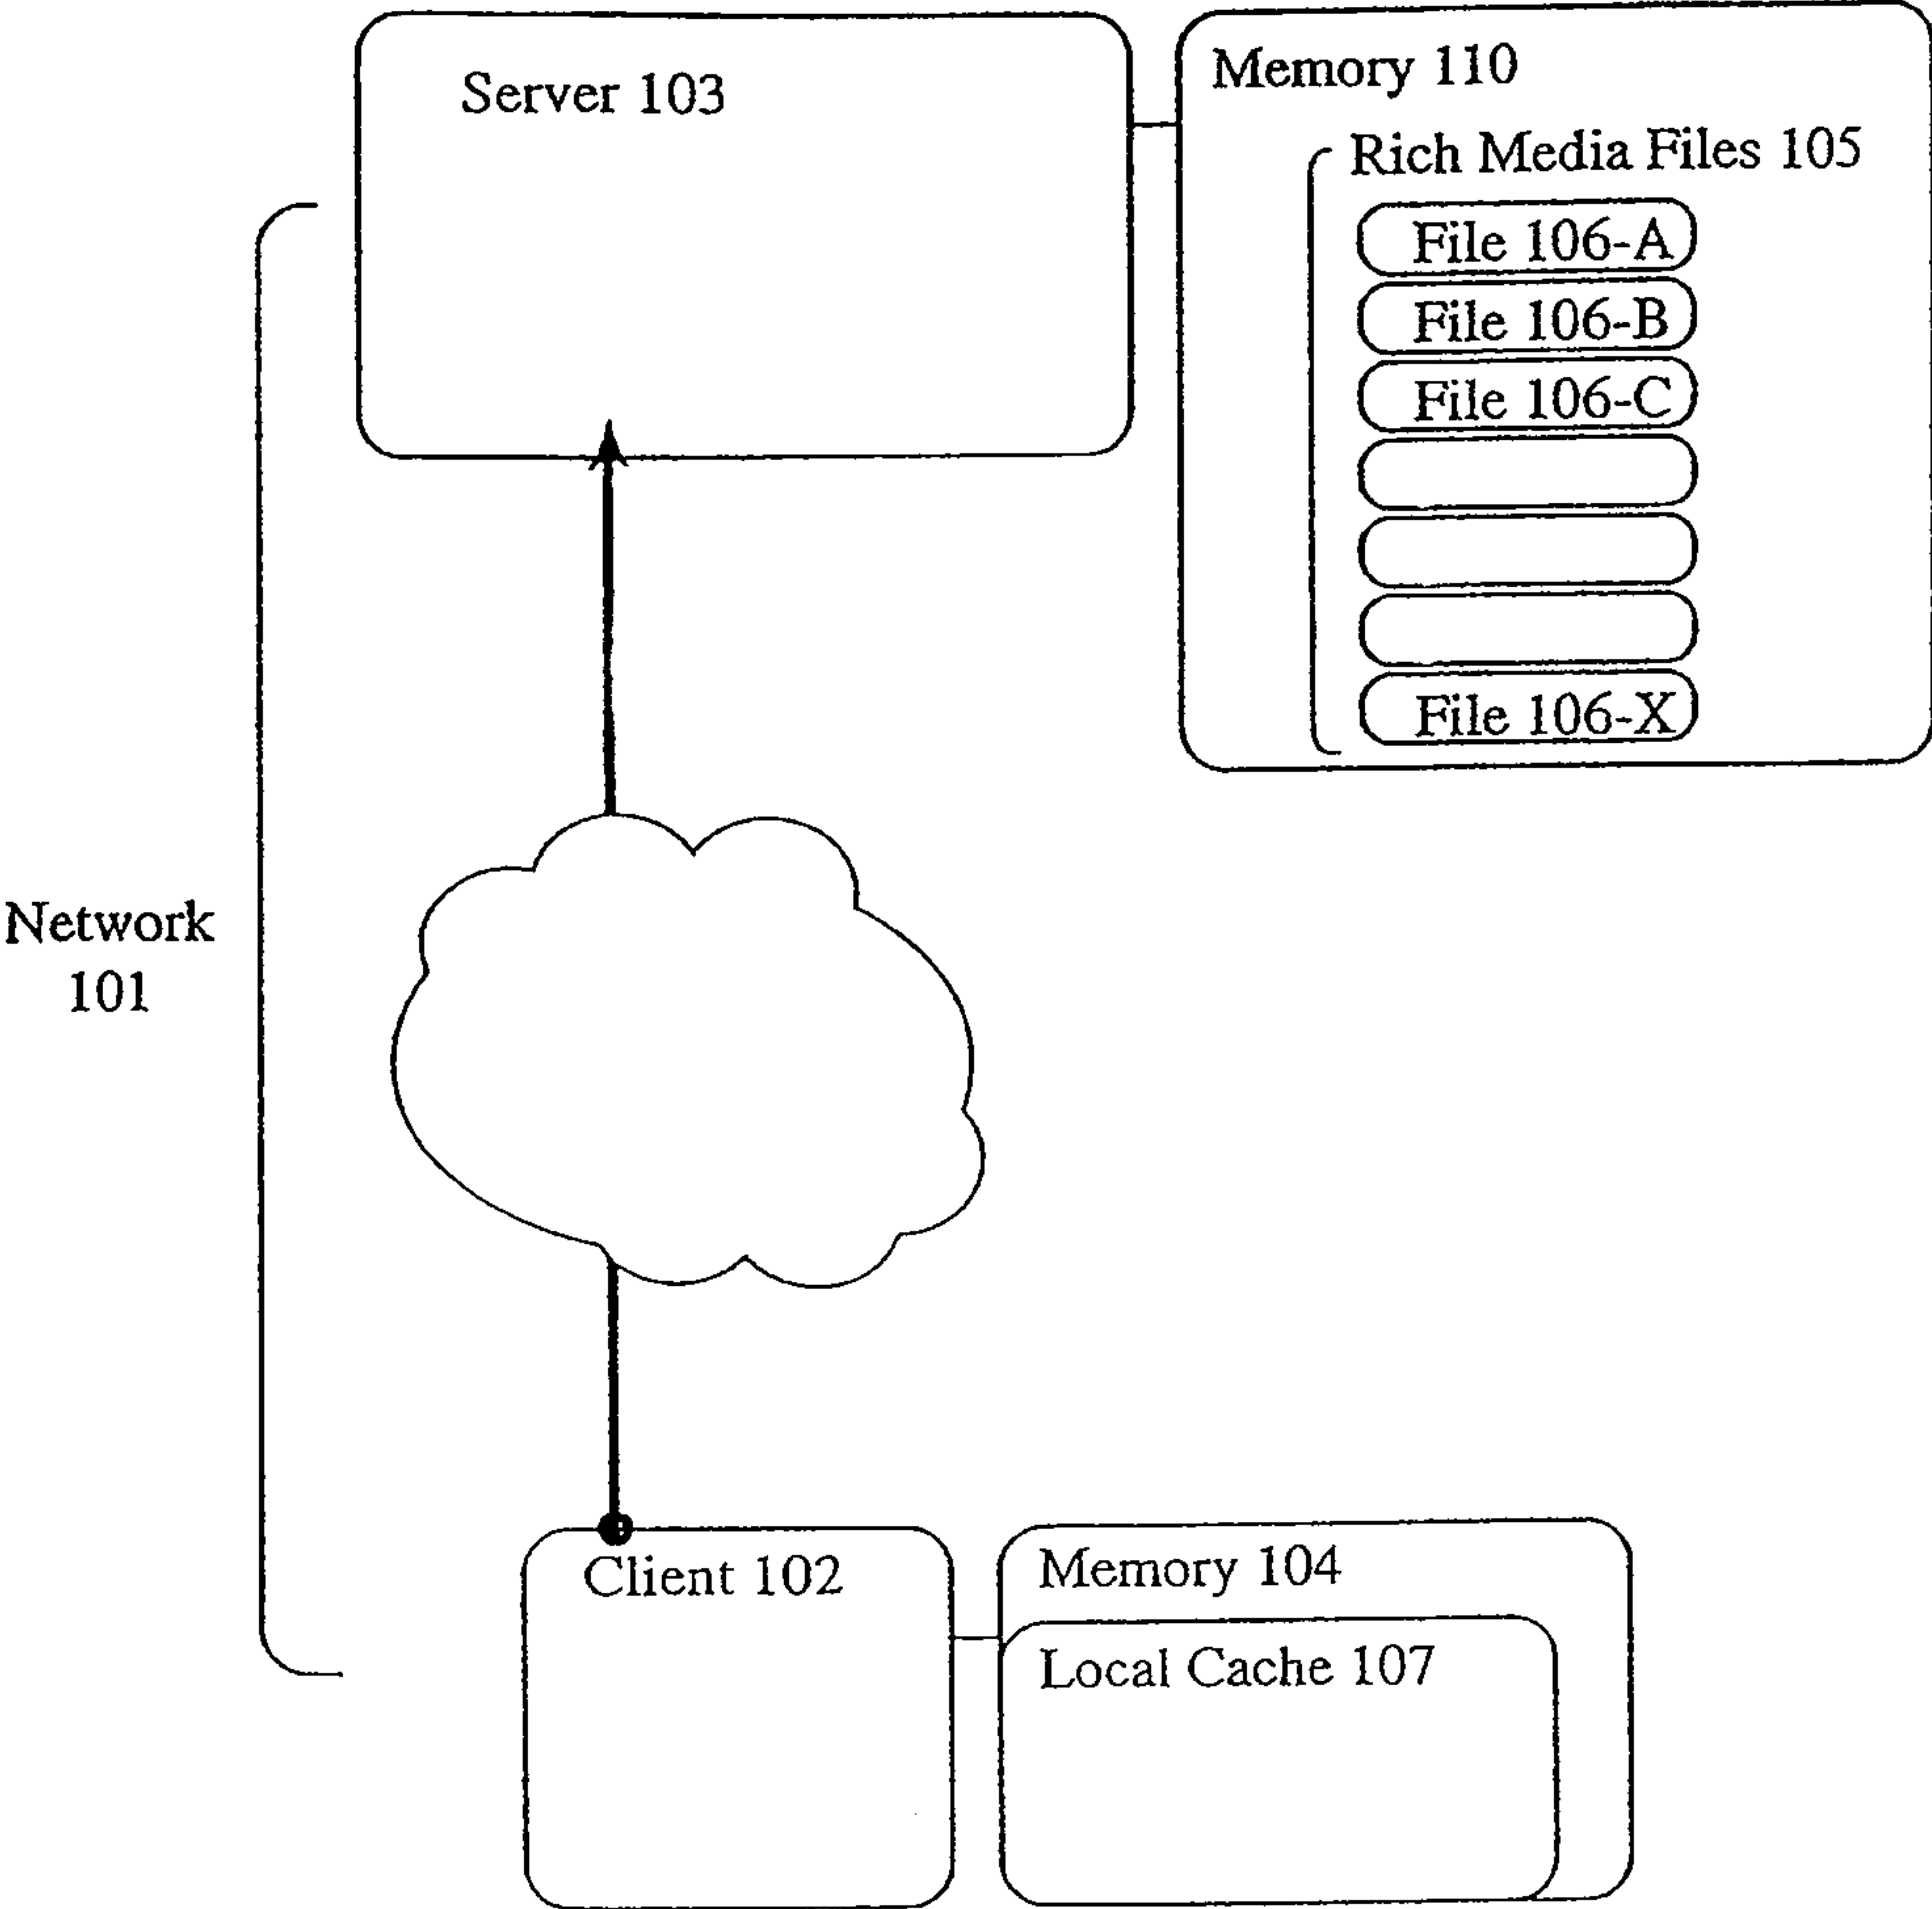 Server 103
Memory 110
Rich Media Files 105
File 106-A
File 106-B
File 106-C
File 106-X
Network
101
Client 102
Memory 104
Local Cache 107